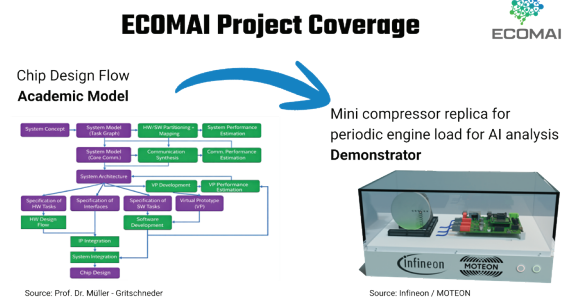 ECOMAI Project Coverage
ECOMAI
Chip Design Flow
Academic Model
System Concept
System Model
(Task Graph)
HW-SW Partitioning +
Mapping
System Performance
Estimation
System Model
(Core Comm.)
Communication
Synthesis
Comm. Performance
Estimation
System Architecture
VP Development
VP Performance
Estimation
Specification of
HW Tasks
Specification of
Interfaces
Specification of
SW Tasks
Virtual Prototype
(VP)
HW Design-
Flow
Software
Development
IP Integration
System Integration
Chip Design
Source: Prof. Dr. Müller - Gritschneder
Mini compressor replica for
periodic engine load for AI analysis
Demonstrator
infineon
MOTEON
Source: Infineon / MOTEON